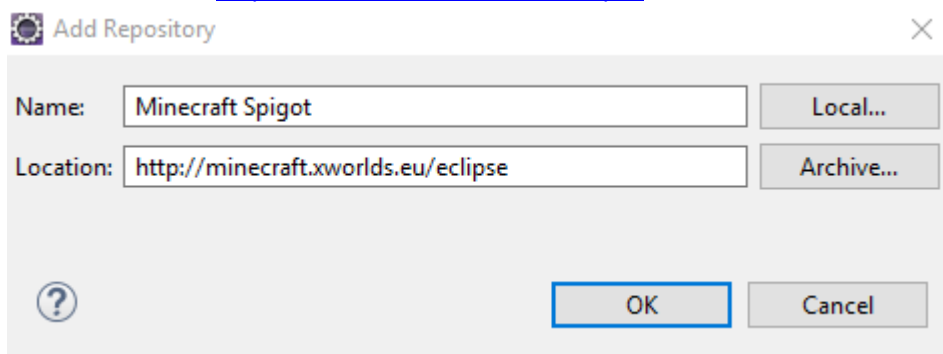 Add Repository
Name: Minecraft Spigot Local...
Location: http://minecraft.xworlds.eu/eclipse Archive...
? OK Cancel